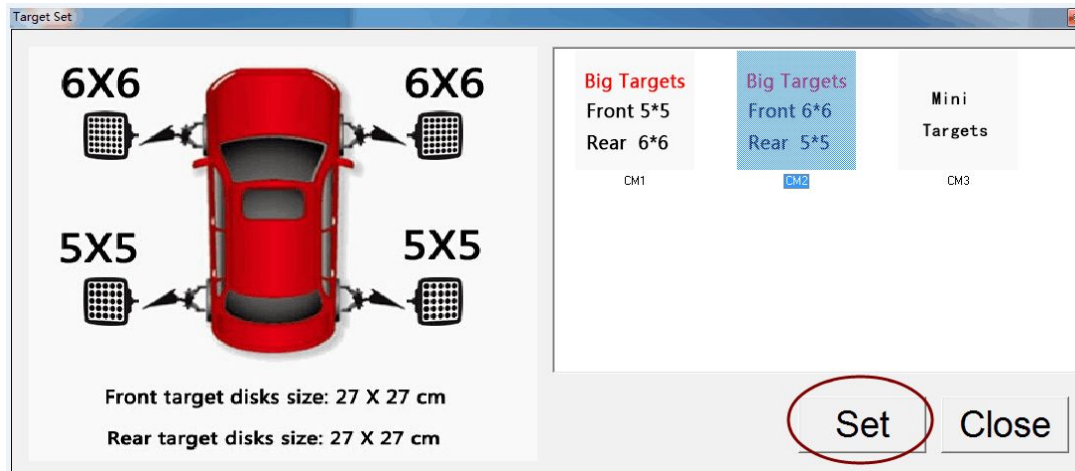 Target Set
6X6 6X6
5X5 5X5
Front target disks size: 27 X 27 cm
Rear target disks size: 27 X 27 cm
Big Targets
Front 5*5
Rear 6*6
CM1
Big Targets
Front 6*6
Rear 5*5
CM2
Mini
Targets
CM3
Set
Close